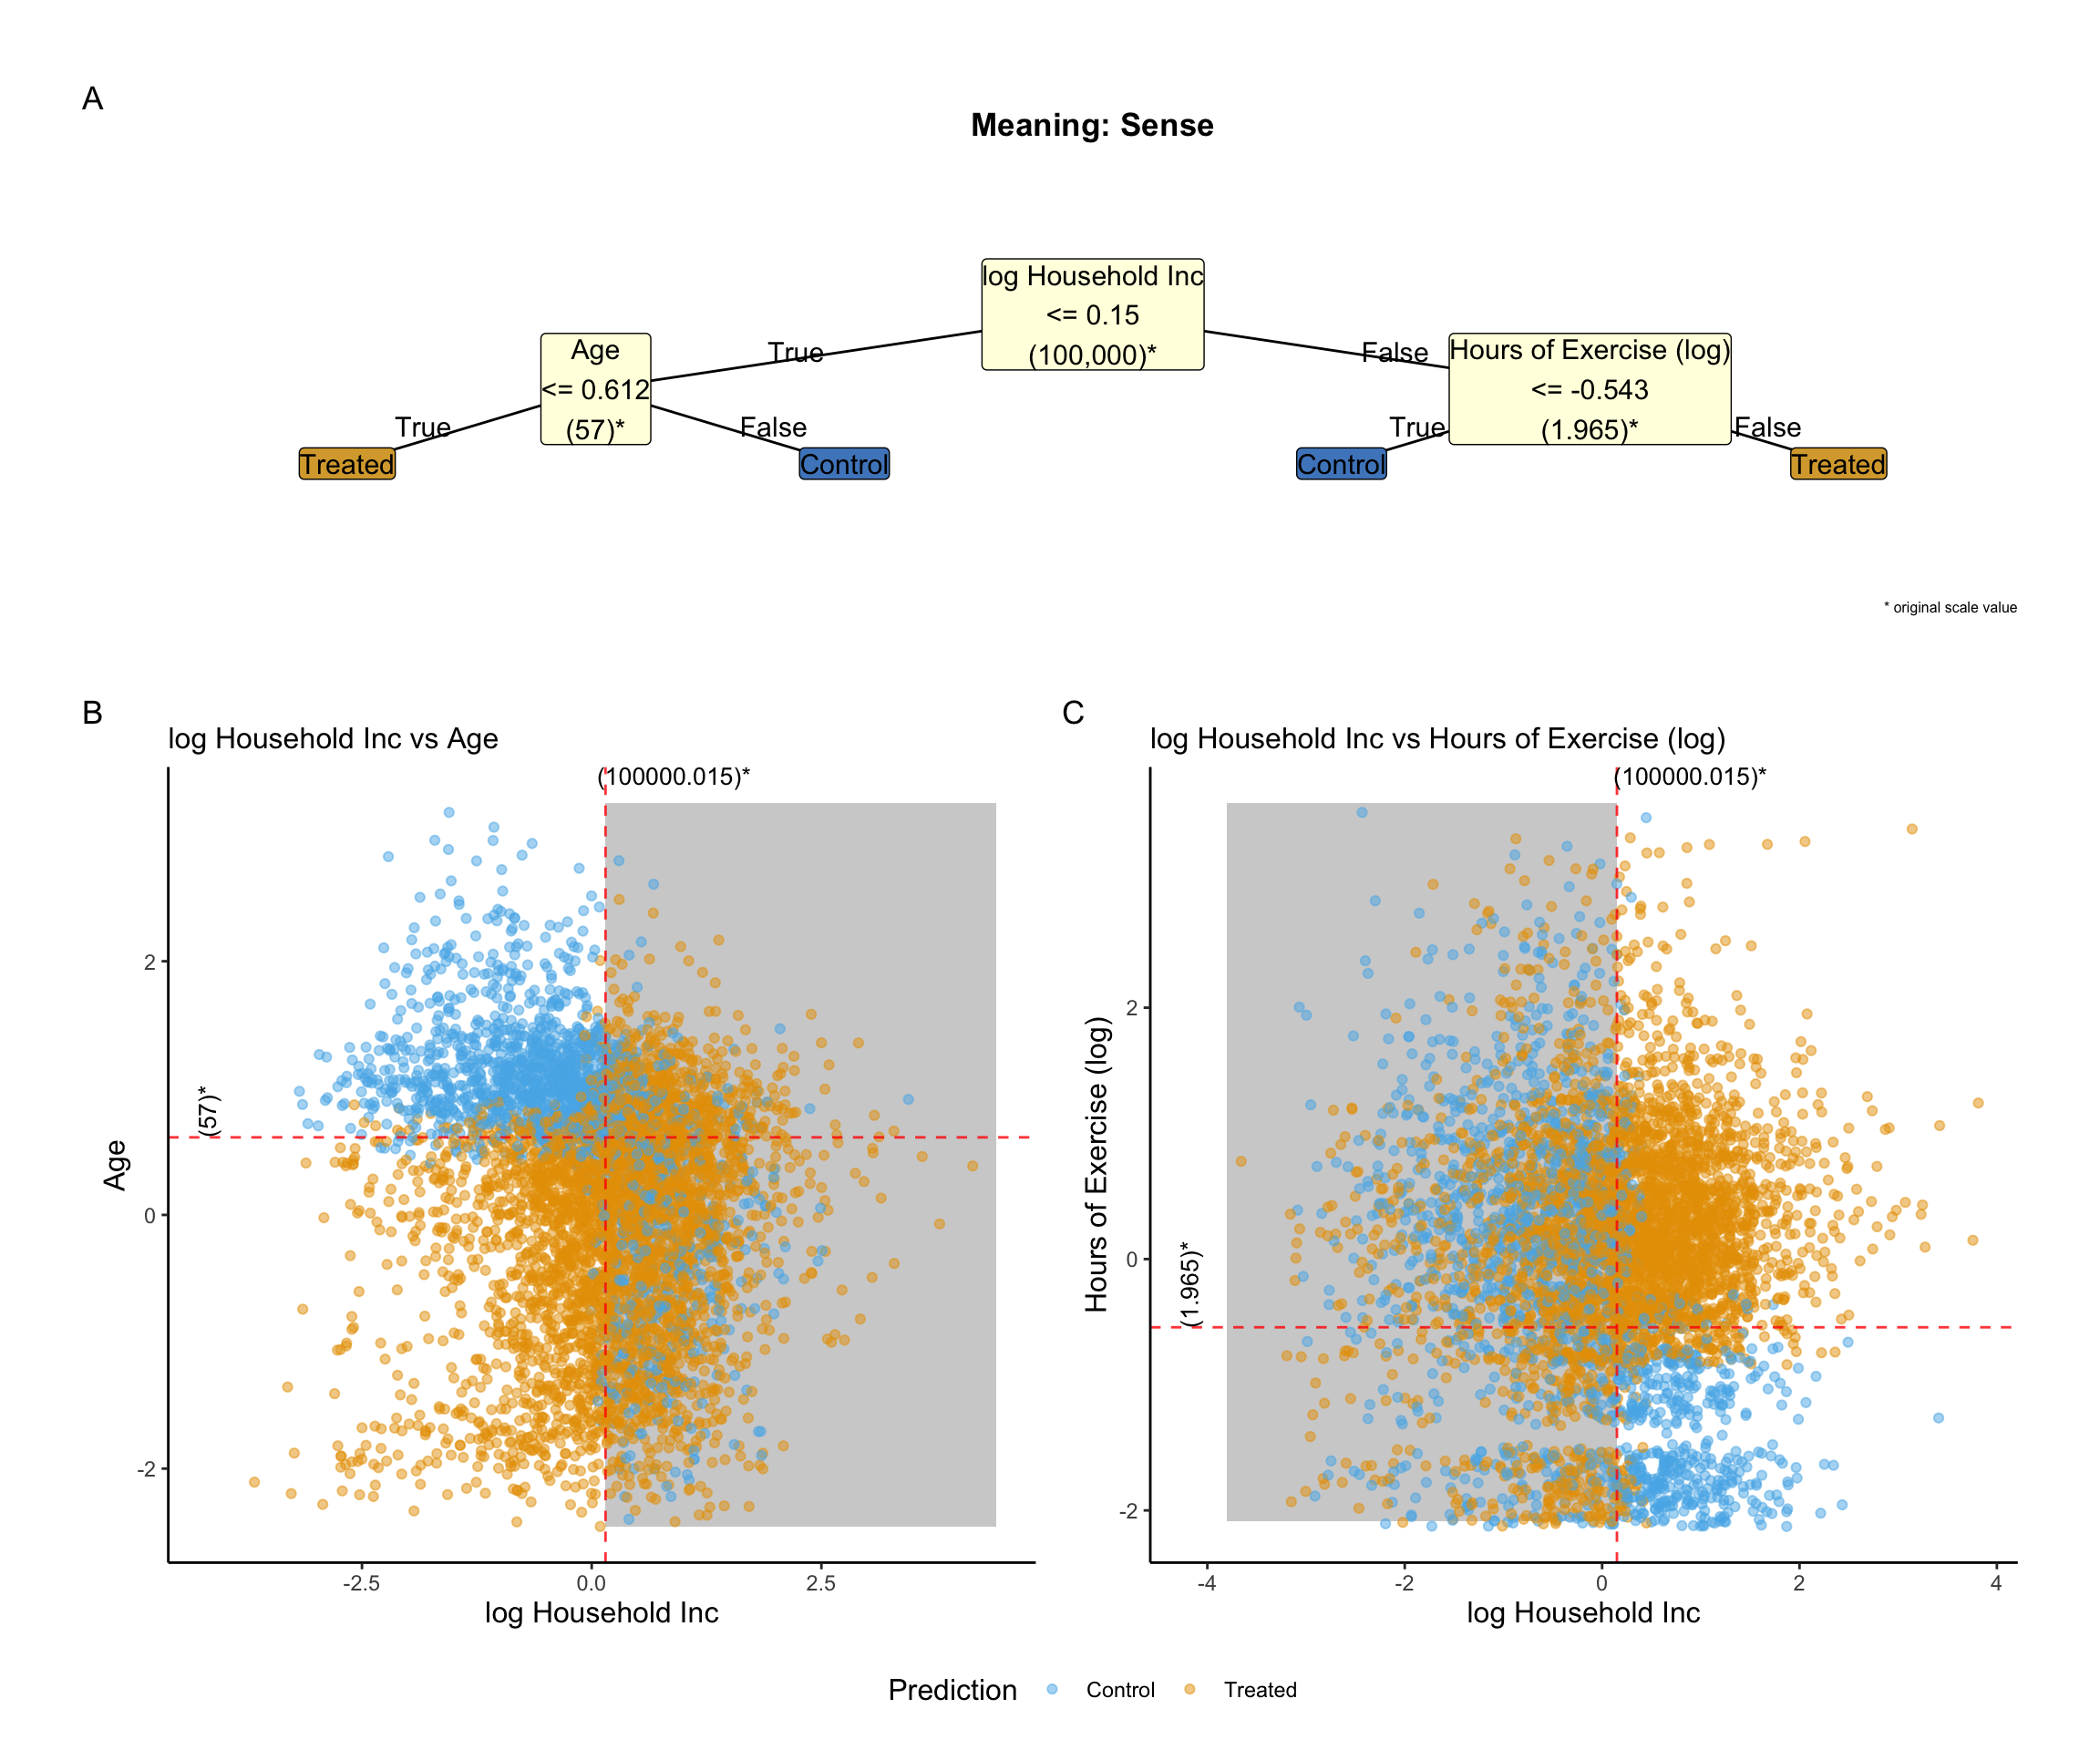 A
Meaning: Sense
log Household Inc
<= 0.15
(100,000)*
True
False
Age
<= 0.612
(57)*
Hours of Exercise (log)
<= -0.543
(1.965)*
True
False
True
False
Treated
Control
Control
Treated
* original scale value
B
log Household Inc vs Age
(100000.015)*
(57)*
Age
2
0
-2
-2.5
0.0
2.5
log Household Inc
C
log Household Inc vs Hours of Exercise (log)
(100000.015)*
(1.965)*
Hours of Exercise (log)
2
0
-2
-4
-2
0
2
4
log Household Inc
Prediction
Control
Treated